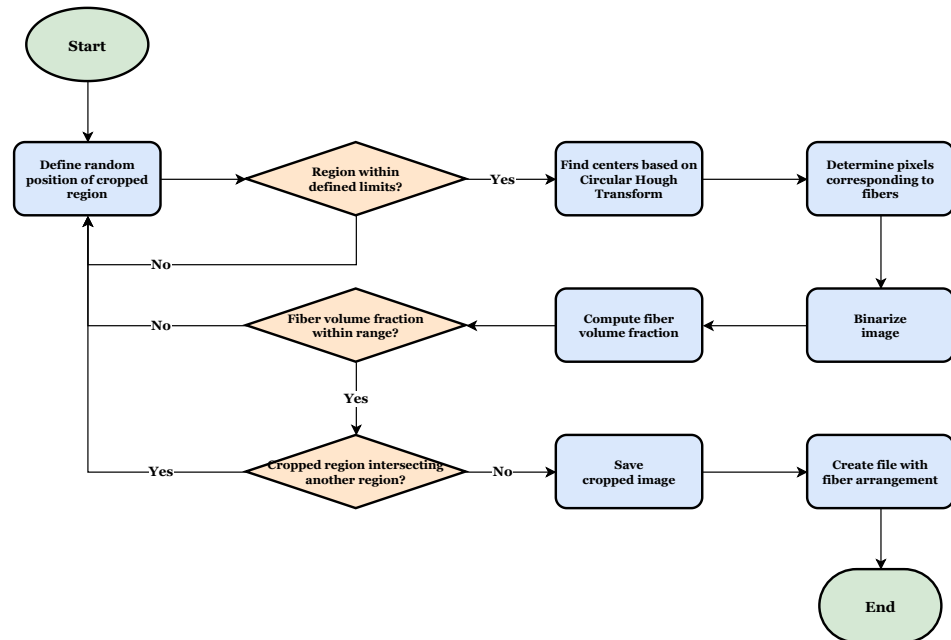 Start
Define random
position of cropped
region
Region within
defined limits?
Yes
Find centers based on
Circular Hough
Transform
Determine pixels
corresponding to
fibers
No
Fiber volume fraction
within range?
No
Compute fiber
volume fraction
Binarize
image
Yes
Cropped region intersecting
another region?
Yes
No
Save
cropped image
Create file with
fiber arrangement
End